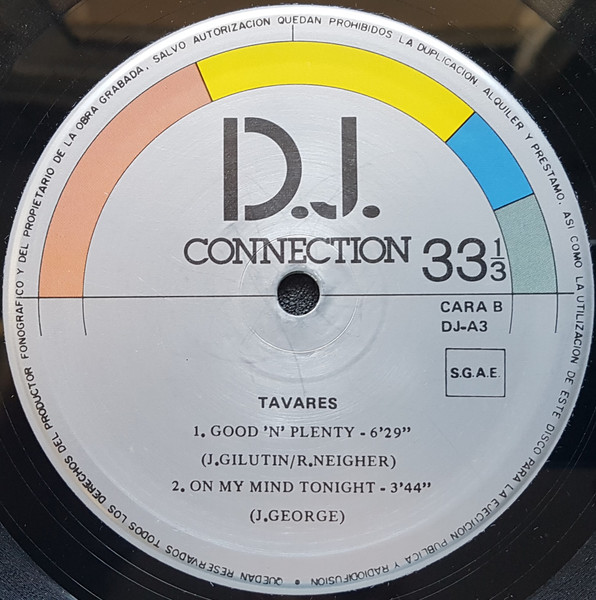 QUEDAN RESERVADOS TODOS LOS DERECHOS DEL PRODUCTOR FONOGRAFICO Y DEL PROPIETARIO DE LA OBRA GRABADA. SALVO AUTORIZACION QUEDAN PROHIBIDOS LA DUPLICACION ALQUILER Y PRESTAMO, ASI COMO LA UTILIZACION DE ESTE DISCO PARA LA EJECUCION PUBLICA Y RADIODIFUSION *
D.J.
CONNECTION
33 1/3
CARA B
DJ-A3
S.G.A.E.
TAVARES
1. GOOD 'N' PLENTY - 6'29"
(J.GILUTIN/R.NEIGHER)
2. ON MY MIND TONIGHT - 3'44"
(J.GEORGE)